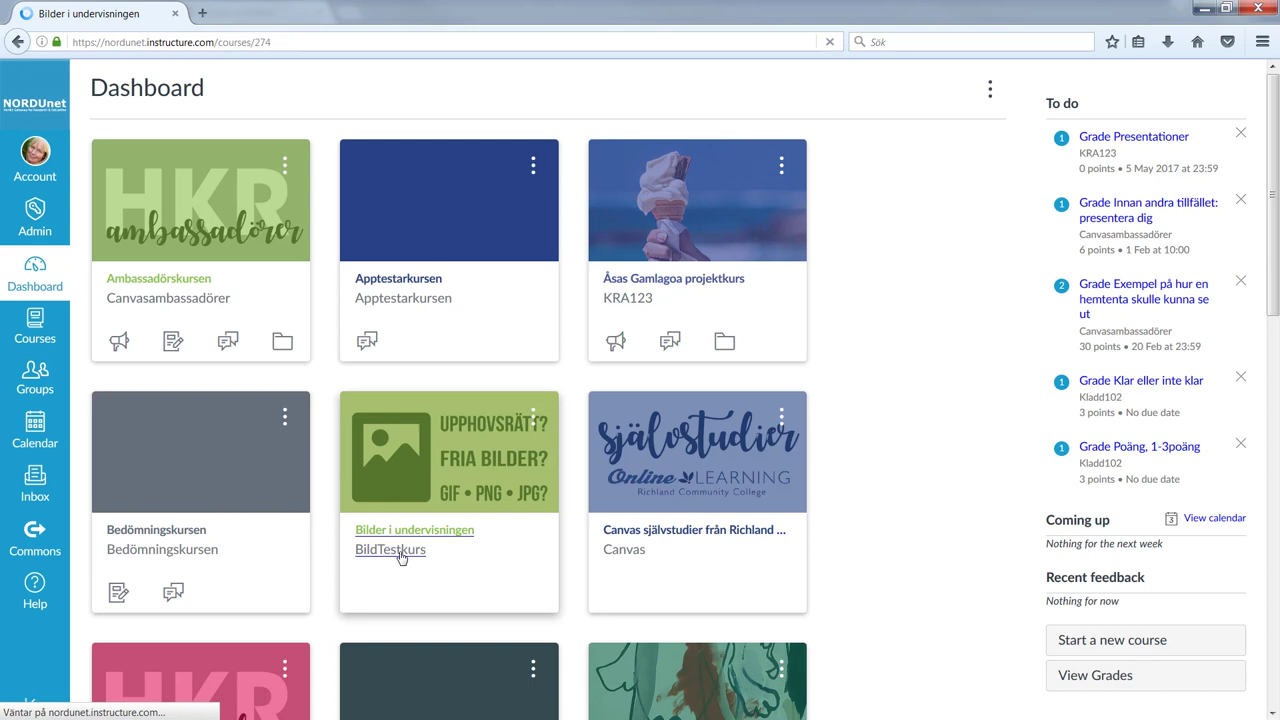 Bilder i undervisningen
https://nordunet.instructure.com/courses/274
Sök
NORDUnet
Account
Admin
Dashboard
Courses
Groups
Calendar
Inbox
Commons
Help
Dashboard
HKR
ambassadörer
Ambassadörskursen
Canvasambassadörer
Apptestarkursen
Apptestarkursen
Åsas Gamlagoa projektkurs
KRA123
Bedömningskursen
Bedömningskursen
UPPHOVSRÄTT?
FRIA BILDER?
GIF • PNG • JPG?
Bilder i undervisningen
BildTestkurs
självstudier
Online LEARNING
Richland Community College
Canvas självstudier från Richland ...
Canvas
HKR
To do
1 Grade Presentationer
KRA123
0 points • 5 May 2017 at 23:59
1 Grade Innan andra tillfället:
presentera dig
Canvasambassadörer
6 points • 1 Feb at 10:00
2 Grade Exempel på hur en
hemtenta skulle kunna se
ut
Canvasambassadörer
30 points • 20 Feb at 23:59
1 Grade Klar eller inte klar
Kladd102
3 points • No due date
1 Grade Poäng, 1-3poäng
Kladd102
3 points • No due date
Coming up
3 View calendar
Nothing for the next week
Recent feedback
Nothing for now
Start a new course
View Grades
Väntar på nordunet.instructure.com...